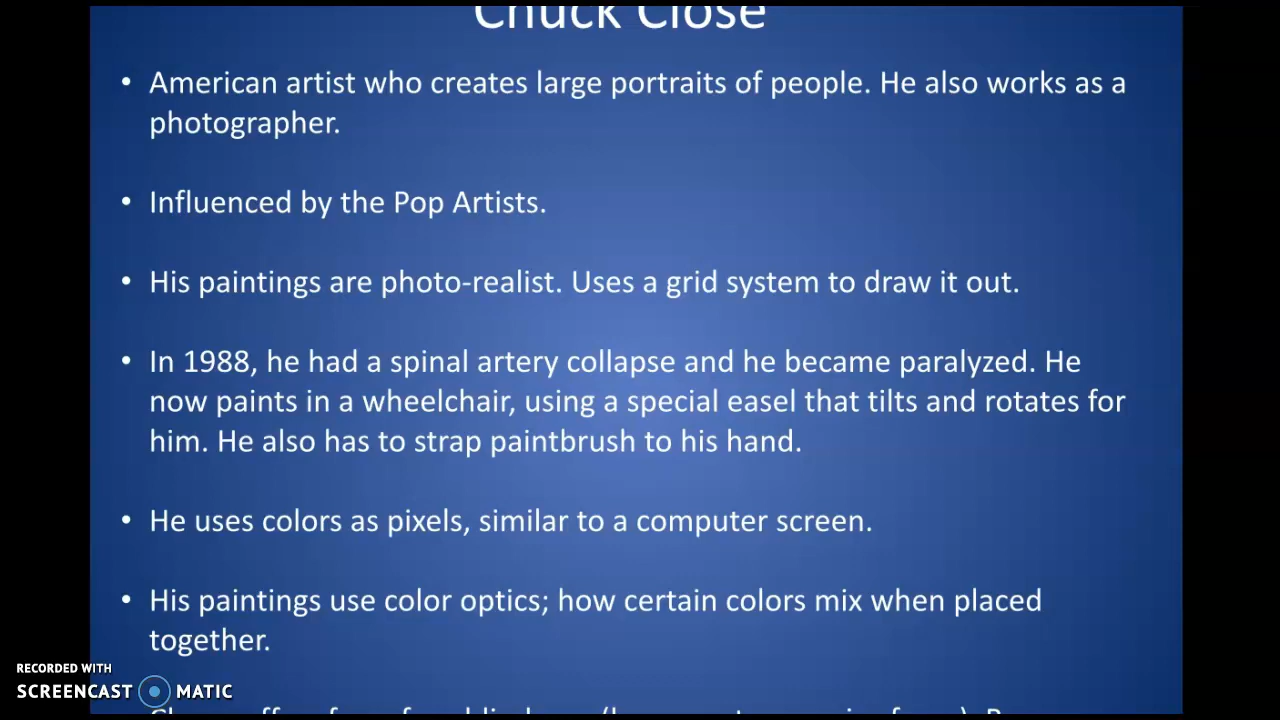 Chuck Close
• American artist who creates large portraits of people. He also works as a
photographer.
• Influenced by the Pop Artists.
• His paintings are photo-realist. Uses a grid system to draw it out.
• In 1988, he had a spinal artery collapse and he became paralyzed. He
now paints in a wheelchair, using a special easel that tilts and rotates for
him. He also has to strap paintbrush to his hand.
• He uses colors as pixels, similar to a computer screen.
• His paintings use color optics; how certain colors mix when placed
together.
RECORDED WITH
SCREENCAST MATIC